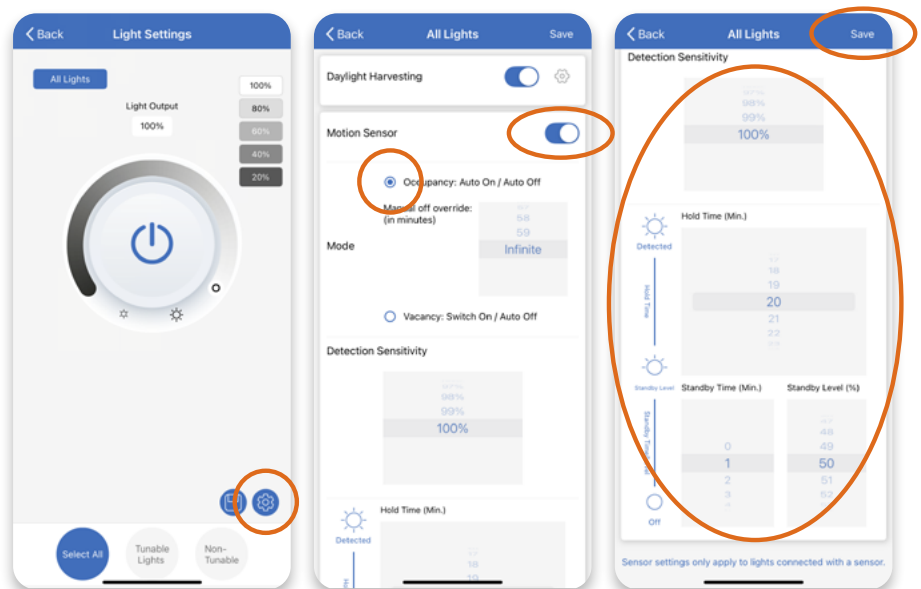 Back Light Settings
All Lights
100%
Light Output
80%
100%
60%
40%
20%
Select All
Tunable
Lights
Non-
Tunable
Back All Lights Save
Daylight Harvesting
Motion Sensor
Occupancy: Auto On / Auto Off
Manual off override:
(in minutes)
58
59
Infinite
Mode
Vacancy: Switch On / Auto Off
Detection Sensitivity
98%
99%
100%
Hold Time (Min.)
Detected
18
19
Back All Lights Save
Detection Sensitivity
98%
99%
100%
Hold Time (Min.)
Detected
18
19
20
21
22
Hold Time
Standby Level
Standby Time (Min.) Standby Level (%)
48
0 49
1 50
2 51
3 52
Off
Sensor settings only apply to lights connected with a sensor.